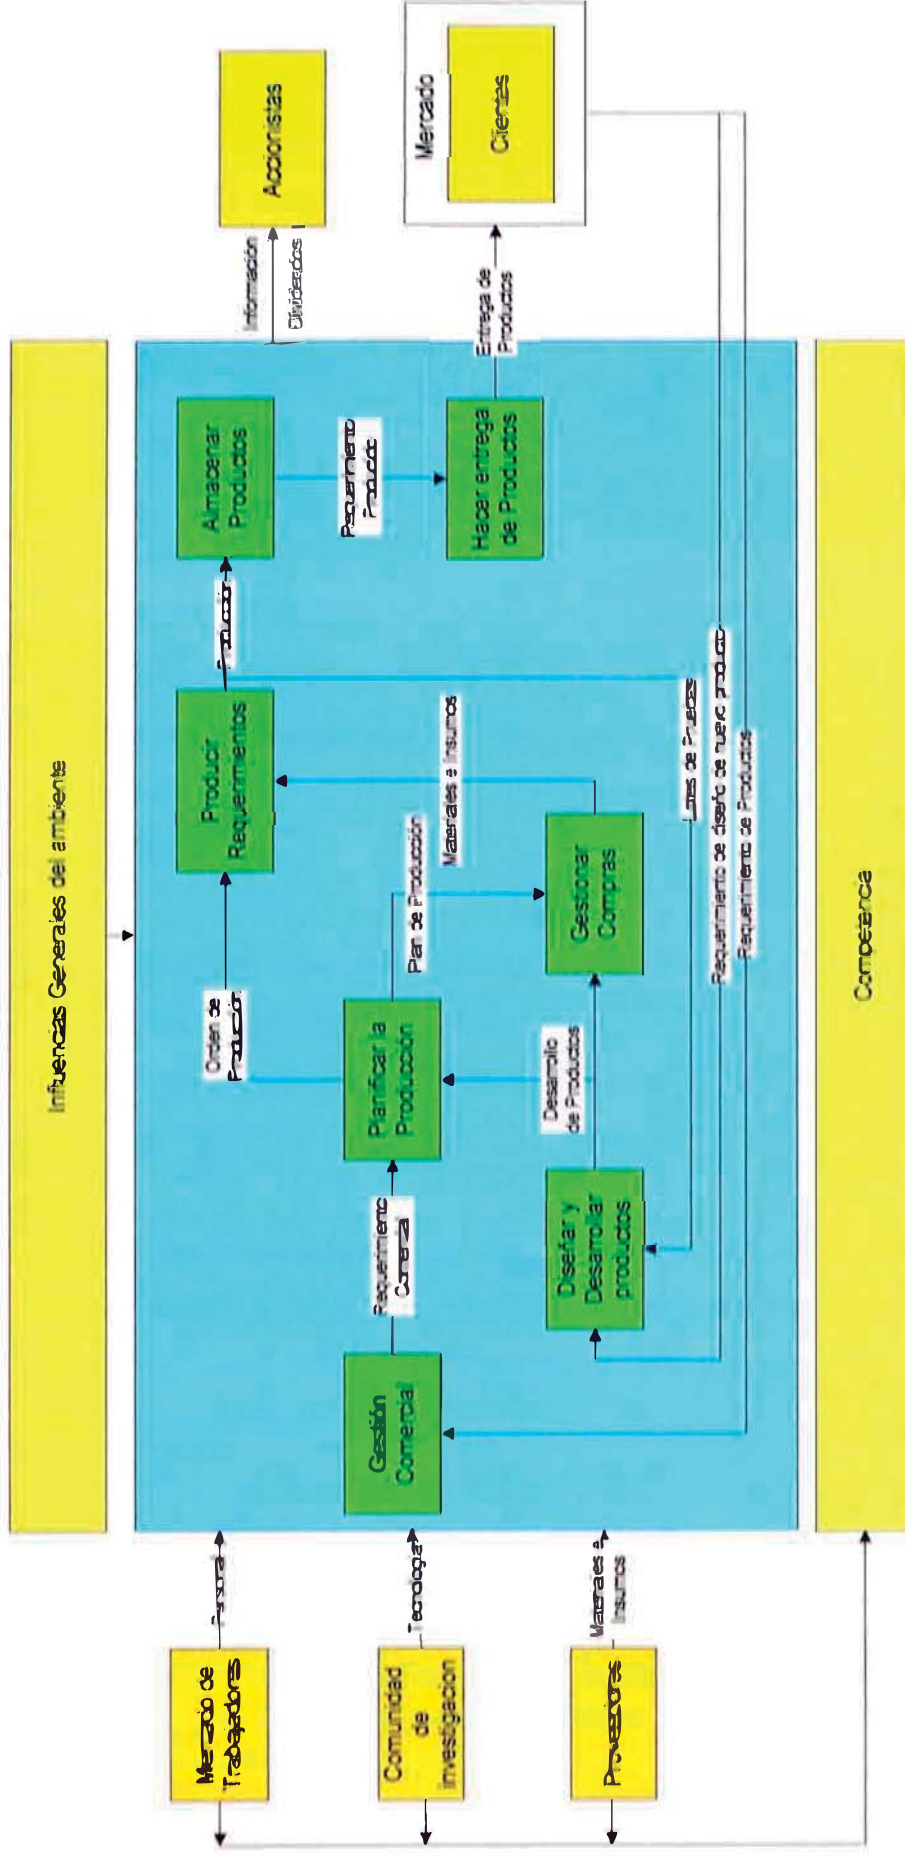 Influencias Generales del ambiente
Mercado de
Trabajadores
Personal
Comunidad
de
investigacion
Tecnologia
Proveedores
Materiales e
Insumos
Gestión
Comercial
Requerimiento
Comercial
Planificar la
Producción
Orden de
Producción
Plan de Producción
Diseñar y
Desarrollar
productos
Desarrollo
de Productos
Gestionar
Compras
Materiales e Insumos
Producir
Requerimientos
Producción
Almacenar
Productos
Requerimiento
Producido
Hacer entrega
de Productos
Lotes de Pruebas
Requerimiento de diseño de nuevo producto
Requerimiento de Productos
Información
Dividendos
Accionistas
Entrega de
Productos
Mercado
Clientes
Competencia